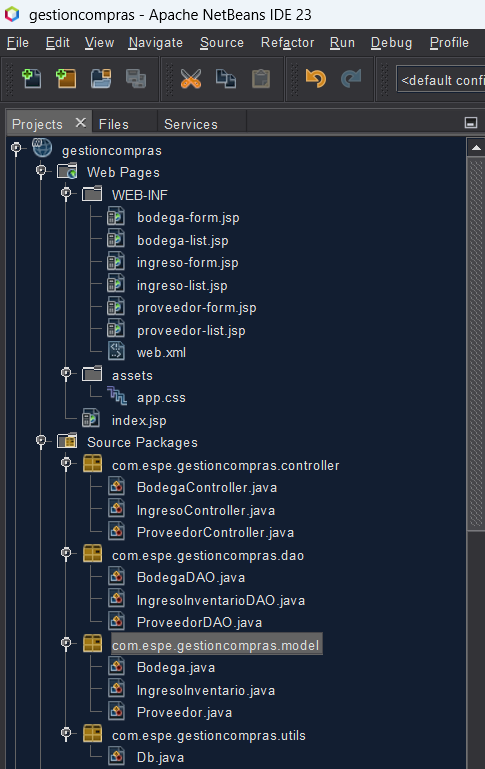 gestioncompras - Apache NetBeans IDE 23
File Edit View Navigate Source Refactor Run Debug Profile
<default confi
Projects Files Services
gestioncompras
Web Pages
WEB-INF
bodega-form.jsp
bodega-list.jsp
ingreso-form.jsp
ingreso-list.jsp
proveedor-form.jsp
proveedor-list.jsp
web.xml
assets
app.css
index.jsp
Source Packages
com.espe.gestioncompras.controller
BodegaController.java
IngresoController.java
ProveedorController.java
com.espe.gestioncompras.dao
BodegaDAO.java
IngresoInventarioDAO.java
ProveedorDAO.java
com.espe.gestioncompras.model
Bodega.java
IngresoInventario.java
Proveedor.java
com.espe.gestioncompras.utils
Db.java